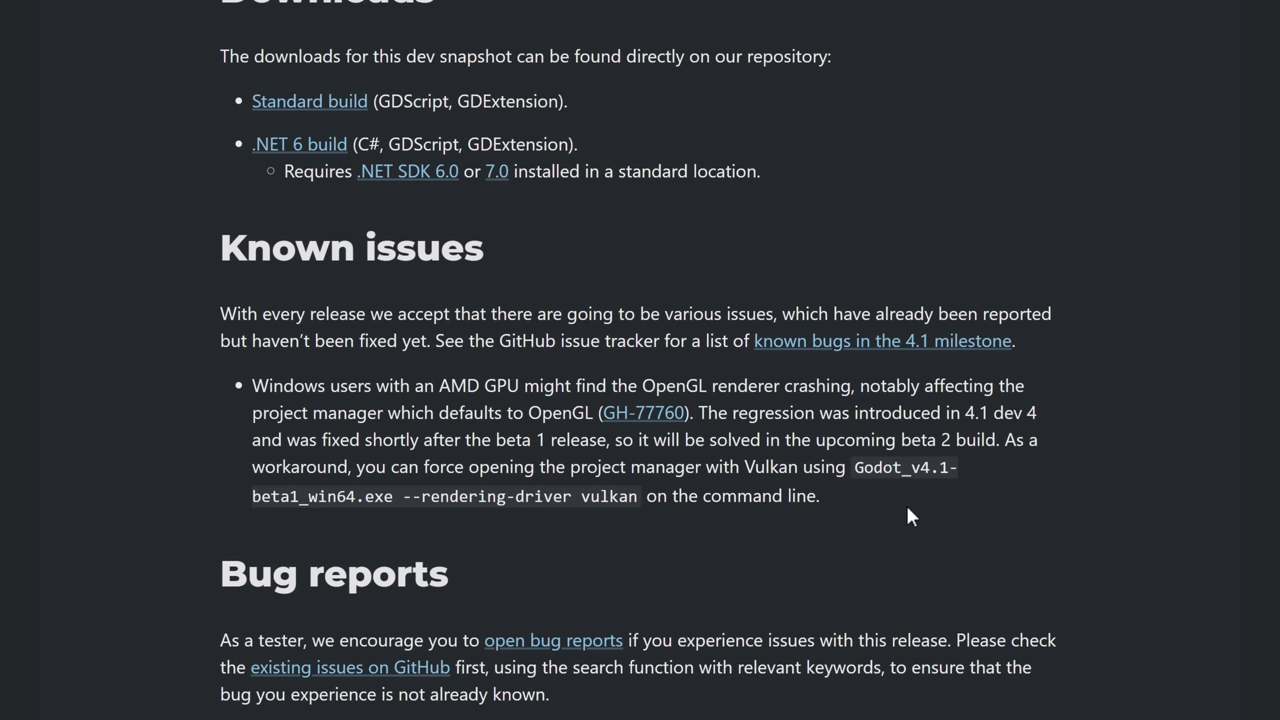 Downloads
The downloads for this dev snapshot can be found directly on our repository:
Standard build (GDScript, GDExtension).
.NET 6 build (C#, GDScript, GDExtension).
Requires .NET SDK 6.0 or 7.0 installed in a standard location.
Known issues
With every release we accept that there are going to be various issues, which have already been reported
but haven’t been fixed yet. See the GitHub issue tracker for a list of known bugs in the 4.1 milestone.
Windows users with an AMD GPU might find the OpenGL renderer crashing, notably affecting the
project manager which defaults to OpenGL (GH-77760). The regression was introduced in 4.1 dev 4
and was fixed shortly after the beta 1 release, so it will be solved in the upcoming beta 2 build. As a
workaround, you can force opening the project manager with Vulkan using Godot_v4.1-
beta1_win64.exe --rendering-driver vulkan on the command line.
Bug reports
As a tester, we encourage you to open bug reports if you experience issues with this release. Please check
the existing issues on GitHub first, using the search function with relevant keywords, to ensure that the
bug you experience is not already known.